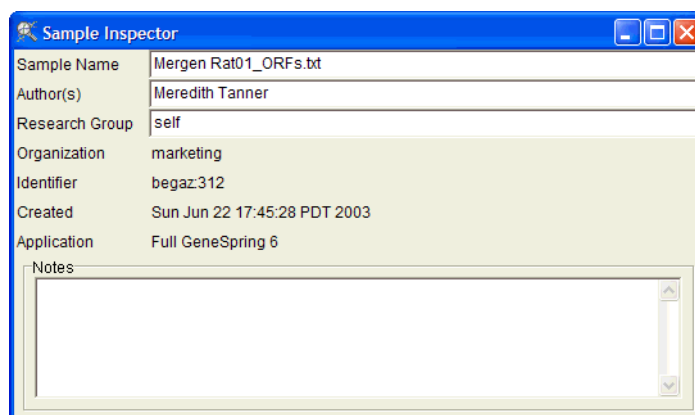 Sample Inspector
Sample Name Mergen Rat01_ORFs.txt
Author(s) Meredith Tanner
Research Group self
Organization marketing
Identifier begaz:312
Created Sun Jun 22 17:45:28 PDT 2003
Application Full GeneSpring 6
Notes